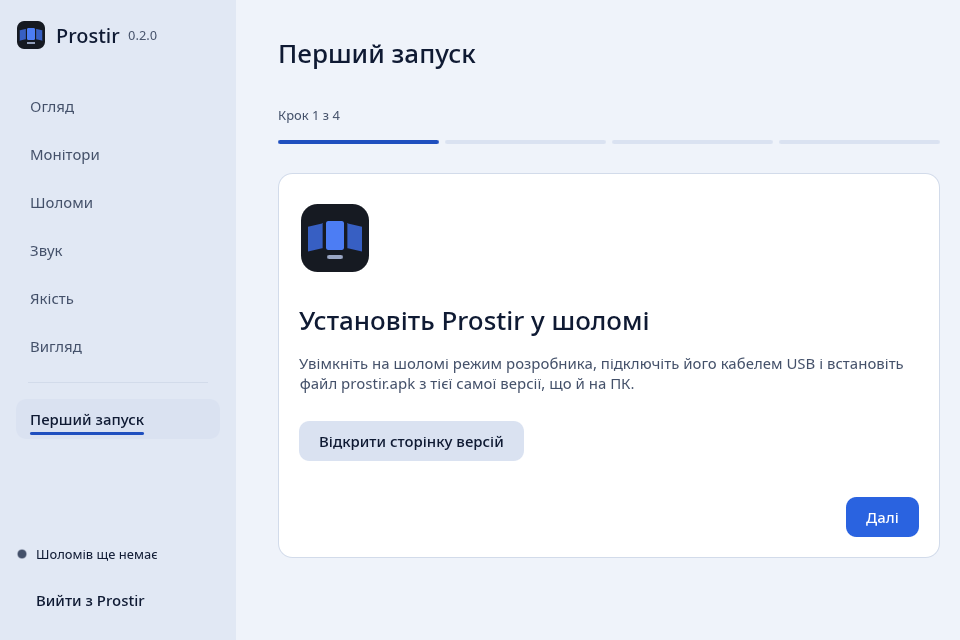 Prostir 0.2.0
Огляд
Монітори
Шоломи
Звук
Якість
Вигляд
Перший запуск
Шоломів ще немає
Вийти з Prostir
Перший запуск
Крок 1 з 4
Установіть Prostir у шоломі
Увімкніть на шоломі режим розробника, підключіть його кабелем USB і встановіть
файл prostir.apk з тієї самої версії, що й на ПК.
Відкрити сторінку версій
Далі